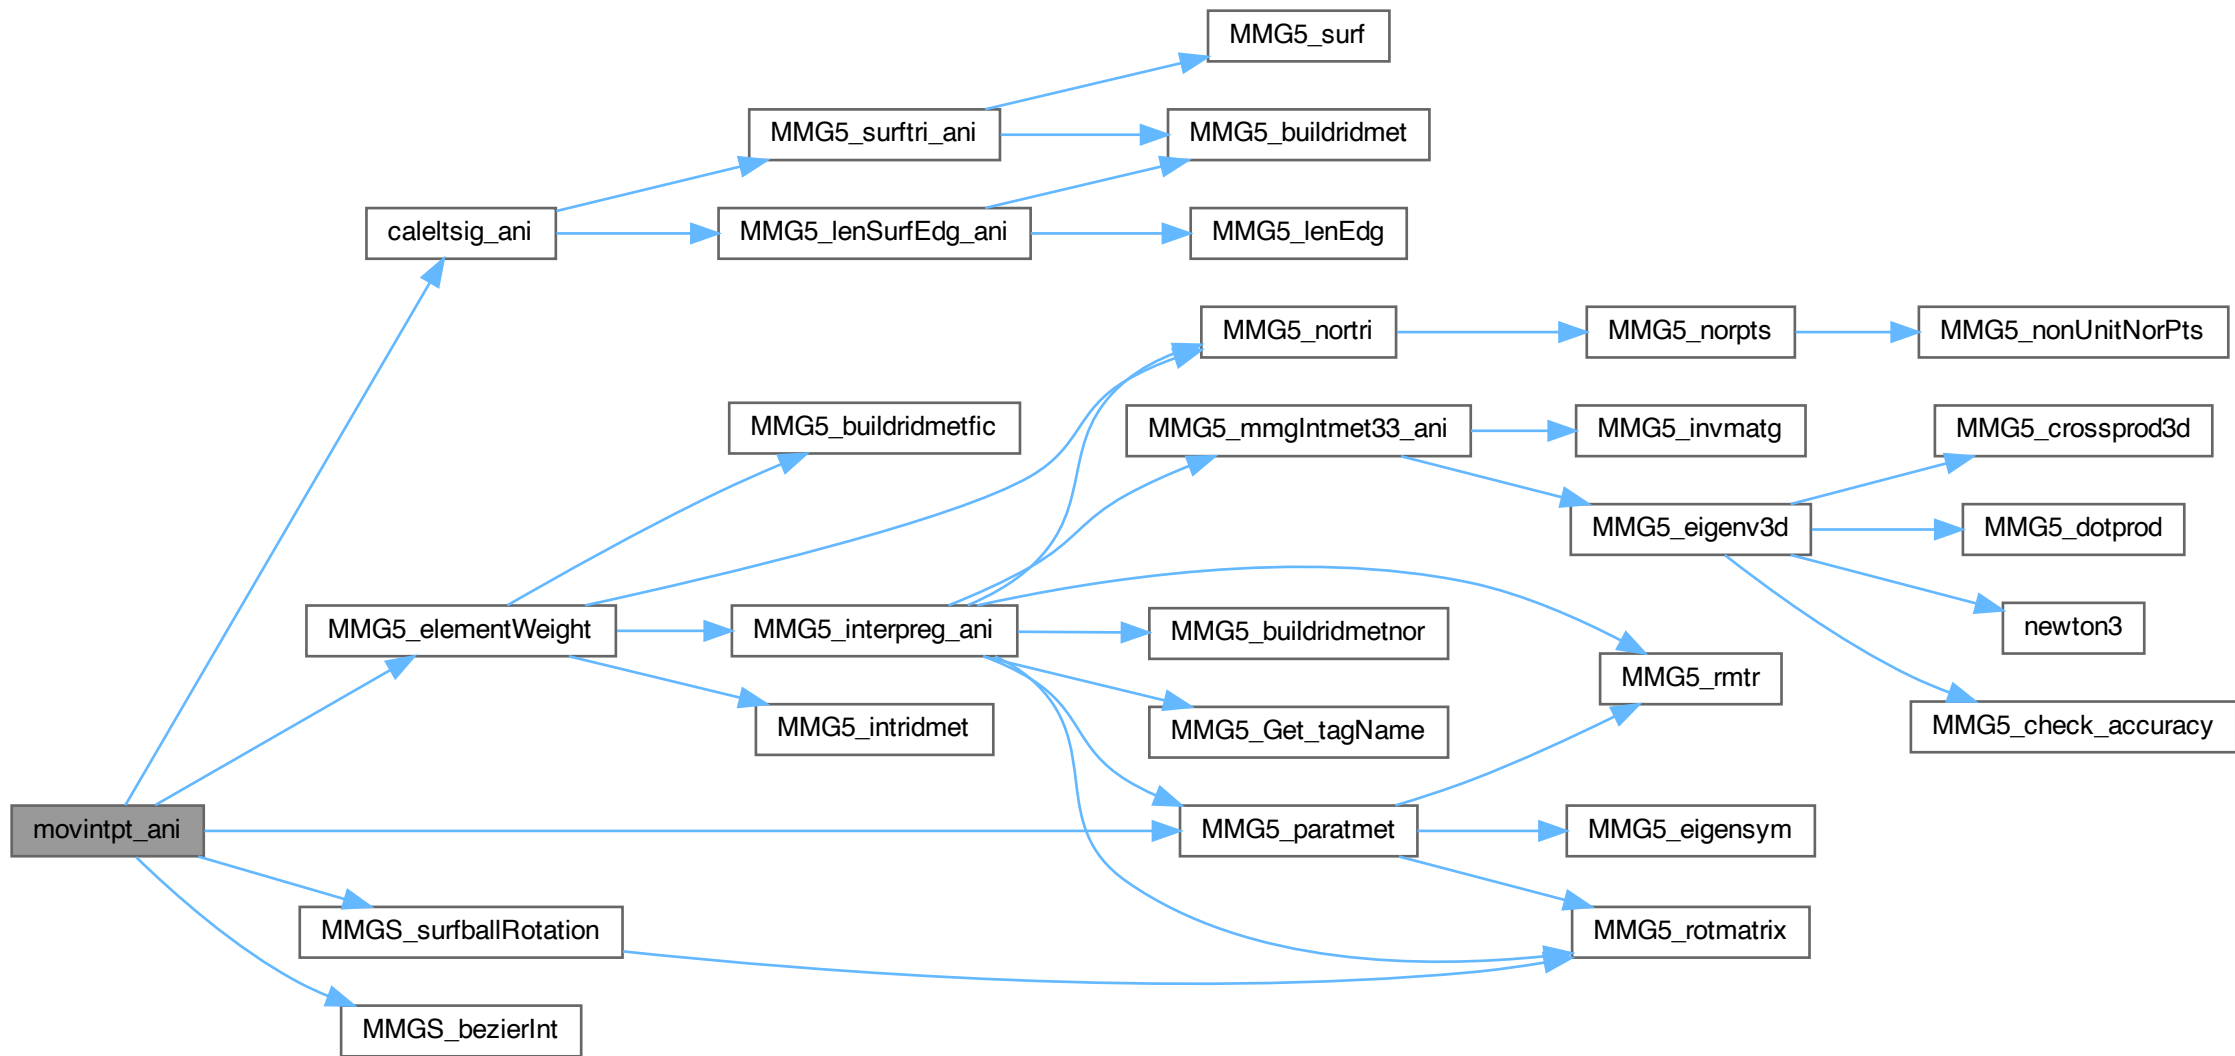 MMG5_surf
MMG5_surftri_ani
MMG5_buildridmet
caleltsig_ani
MMG5_lenSurfEdg_ani
MMG5_lenEdg
MMG5_nortri
MMG5_norpts
MMG5_nonUnitNorPts
MMG5_buildridmetfic
MMG5_mmgIntmet33_ani
MMG5_invmatg
MMG5_crossprod3d
MMG5_eigenv3d
MMG5_dotprod
MMG5_elementWeight
MMG5_interpreg_ani
MMG5_buildridmetnor
newton3
MMG5_rmtr
MMG5_intridmet
MMG5_Get_tagName
MMG5_check_accuracy
movintpt_ani
MMG5_paratmet
MMG5_eigensym
MMGS_surfballRotation
MMG5_rotmatrix
MMGS_bezierInt